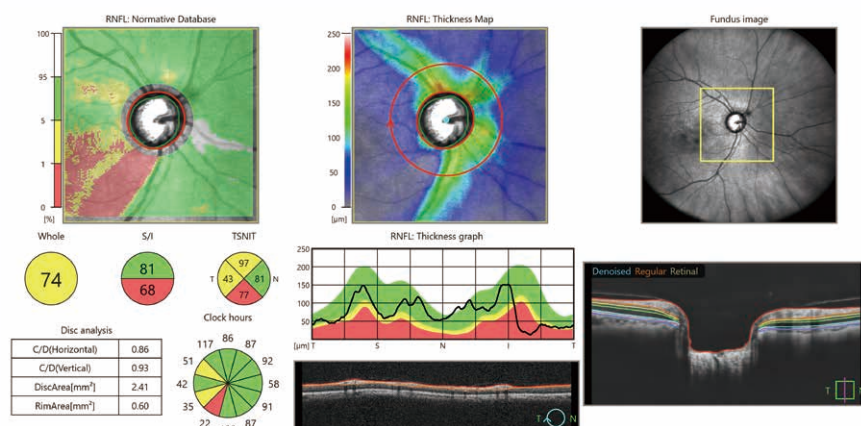 RNFL: Normative Database
100
95
5
1
0
[%]
RNFL: Thickness Map
250
200
150
100
50
0
[µm]
Fundus image
Whole
74
S/I
81
68
TSNIT
97
T 43 81 N
77
Clock hours
86
117 87
51 92
42 58
35 91
22 87
Disc analysis
C/D(Horizontal) 0.86
C/D(Vertical) 0.93
DiscArea[mm²] 2.41
RimArea[mm²] 0.60
RNFL: Thickness graph
250
200
150
100
50
[µm] T S N I T
T N
Denoised Regular Retinal
T